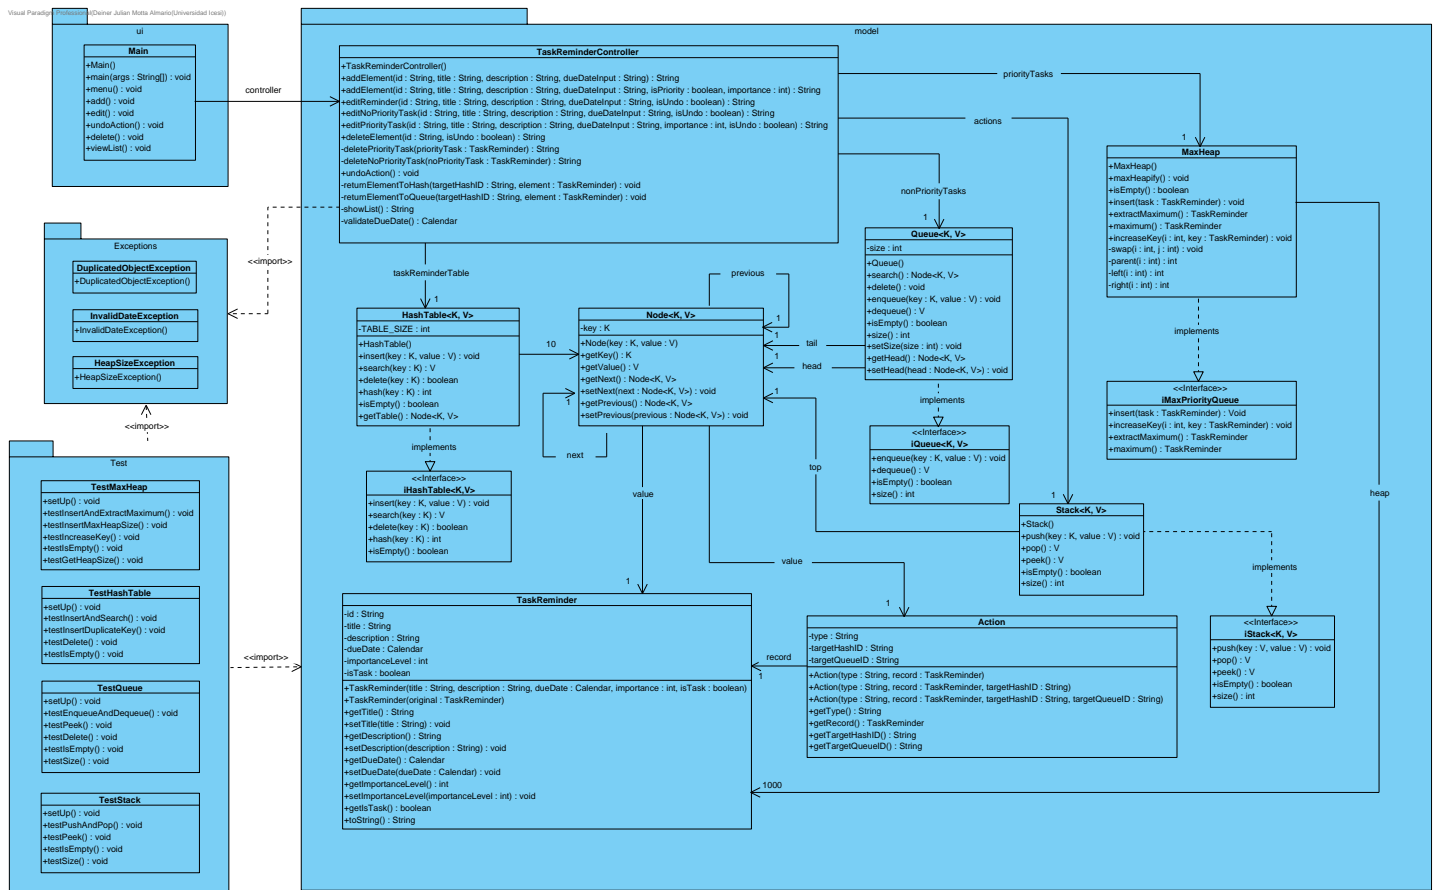 Visual Paradigm Professional(Deiner Julian Motta Almario(Universidad Icesi))
ui
Main
+Main()
+main(args : String[]) : void
+menu() : void
+add() : void
+edit() : void
+undoAction() : void
+delete() : void
+viewList() : void
controller
model
TaskReminderController
+TaskReminderController()
+addElement(id : String, title : String, description : String, dueDateInput : String) : String
+addElement(id : String, title : String, description : String, dueDateInput : String, isPriority : boolean, importance : int) : String
+editReminder(id : String, title : String, description : String, dueDateInput : String, isUndo : boolean) : String
+editNoPriorityTask(id : String, title : String, description : String, dueDateInput : String, isUndo : boolean) : String
+editPriorityTask(id : String, title : String, description : String, dueDateInput : String, importance : int, isUndo : boolean) : String
+deleteElement(id : String, isUndo : boolean) : String
-deletePriorityTask(priorityTask : TaskReminder) : String
-deleteNoPriorityTask(noPriorityTask : TaskReminder) : String
+undoAction() : void
-returnElementToHash(targetHashID : String, element : TaskReminder) : void
-returnElementToQueue(targetHashID : String, element : TaskReminder) : void
-showList() : String
-validateDueDate() : Calendar
priorityTasks
1
actions
1
nonPriorityTasks
1
taskReminderTable
1
MaxHeap
+MaxHeap()
+maxHeapify() : void
+isEmpty() : boolean
+insert(task : TaskReminder) : void
+extractMaximum() : TaskReminder
+maximum() : TaskReminder
+increaseKey(i : int, key : TaskReminder) : void
-swap(i : int, j : int) : void
-parent(i : int) : int
-left(i : int) : int
-right(i : int) : int
implements
<<Interface>>
iMaxPriorityQueue
+insert(task : TaskReminder) : Void
+increaseKey(i : int, key : TaskReminder) : void
+extractMaximum() : TaskReminder
+maximum() : TaskReminder
heap
1000
Exceptions
DuplicatedObjectException
+DuplicatedObjectException()
InvalidDateException
+InvalidDateException()
HeapSizeException
+HeapSizeException()
<<import>>
<<import>>
<<import>>
Queue<K, V>
-size : int
+Queue()
+search() : Node<K, V>
+delete() : void
+enqueue(key : K, value : V) : void
+dequeue() : V
+isEmpty() : boolean
+size() : int
+setSize(size : int) : void
+getHead() : Node<K, V>
+setHead(head : Node<K, V>) : void
implements
<<Interface>>
iQueue<K, V>
+enqueue(key : K, value : V) : void
+dequeue() : V
+isEmpty() : boolean
+size() : int
HashTable<K, V>
-TABLE_SIZE : int
+HashTable()
+insert(key : K, value : V) : void
+search(key : K) : V
+delete(key : K) : boolean
+hash(key : K) : int
+isEmpty() : boolean
+getTable() : Node<K, V>
10
implements
<<Interface>>
iHashTable<K,V>
+insert(key : K, value : V) : void
+search(key : K) : V
+delete(key : K) : boolean
+hash(key : K) : int
+isEmpty() : boolean
Node<K, V>
-key : K
+Node(key : K, value : V)
+getKey() : K
+getValue() : V
+getNext() : Node<K, V>
+setNext(next : Node<K, V>) : void
+getPrevious() : Node<K, V>
+setPrevious(previous : Node<K, V>) : void
previous
1
tail
1
head
1
1
next
1
top
value
1
value
1
Stack<K, V>
+Stack()
+push(key : K, value : V) : void
+pop() : V
+peek() : V
+isEmpty() : boolean
+size() : int
implements
<<Interface>>
iStack<K, V>
+push(key : V, value : V) : void
+pop() : V
+peek() : V
+isEmpty() : boolean
+size() : int
Test
TestMaxHeap
+setUp() : void
+testInsertAndExtractMaximum() : void
+testInsertMaxHeapSize() : void
+testIncreaseKey() : void
+testIsEmpty() : void
+testGetHeapSize() : void
TestHashTable
+setUp() : void
+testInsertAndSearch() : void
+testInsertDuplicateKey() : void
+testDelete() : void
+testIsEmpty() : void
TestQueue
+setUp() : void
+testEnqueueAndDequeue() : void
+testPeek() : void
+testDelete() : void
+testIsEmpty() : void
+testSize() : void
TestStack
+setUp() : void
+testPushAndPop() : void
+testPeek() : void
+testIsEmpty() : void
+testSize() : void
TaskReminder
-id : String
-title : String
-description : String
-dueDate : Calendar
-importanceLevel : int
-isTask : boolean
+TaskReminder(title : String, description : String, dueDate : Calendar, importance : int, isTask : boolean)
+TaskReminder(original : TaskReminder)
+getTitle() : String
+setTitle(title : String) : void
+getDescription() : String
+setDescription(description : String) : void
+getDueDate() : Calendar
+setDueDate(dueDate : Calendar) : void
+getImportanceLevel() : int
+setImportanceLevel(importanceLevel : int) : void
+getIsTask() : boolean
+toString() : String
record
1
Action
-type : String
-targetHashID : String
-targetQueueID : String
+Action(type : String, record : TaskReminder)
+Action(type : String, record : TaskReminder, targetHashID : String)
+Action(type : String, record : TaskReminder, targetHashID : String, targetQueueID : String)
+getType() : String
+getRecord() : TaskReminder
+getTargetHashID() : String
+getTargetQueueID() : String